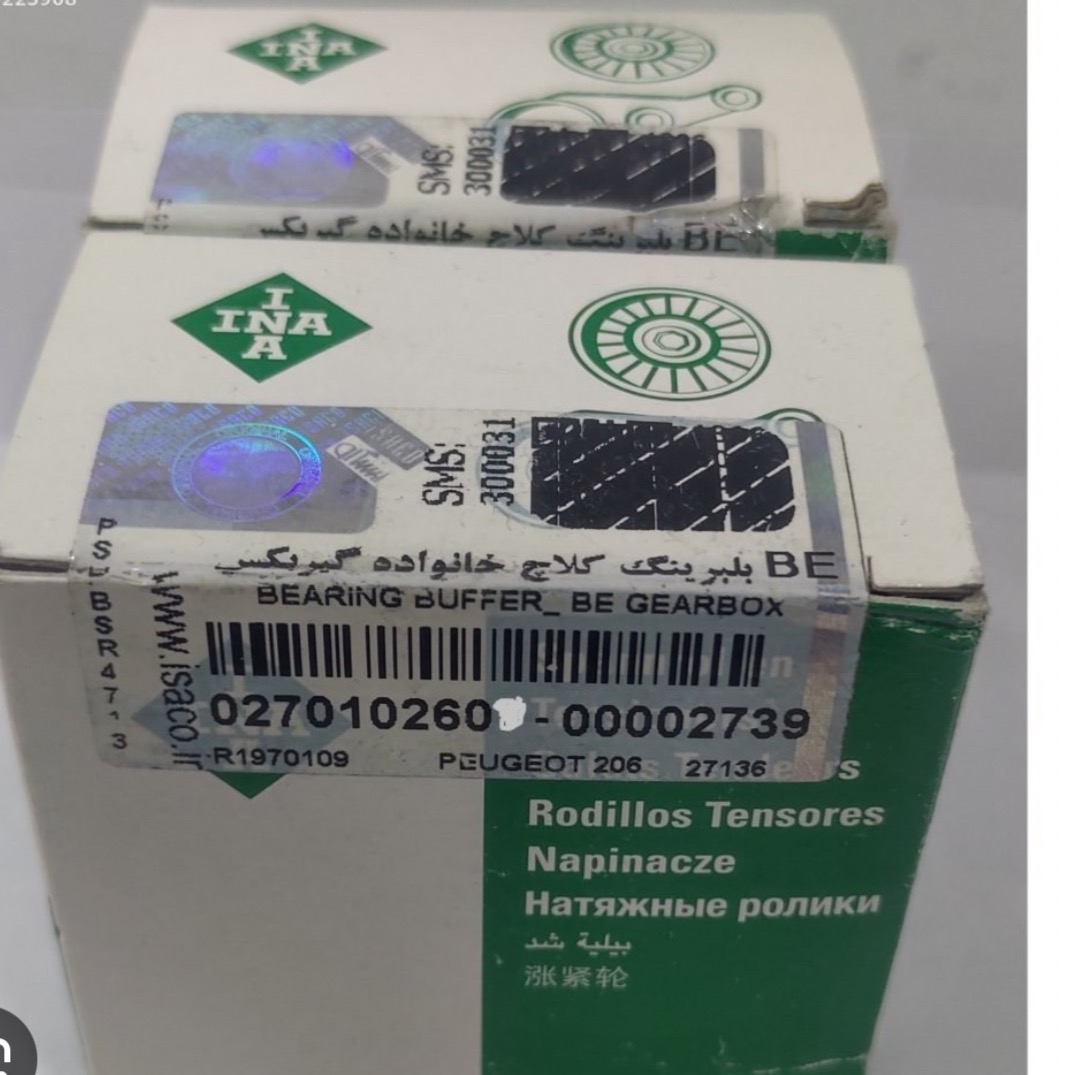 INA
SMS:
300031
بلبرینگ کلاچ خانواده گیربکس BE
INA
SMS:
300031
بلبرینگ کلاچ خانواده گیربکس BE
BEARING BUFFER_ BE GEARBOX
www.isaco.ir
027010260 - 00002739
R1970109 PEUGEOT 206 27136
Rodillos Tensores
Napinacze
Натяжные ролики
بيلية شد
涨紧轮